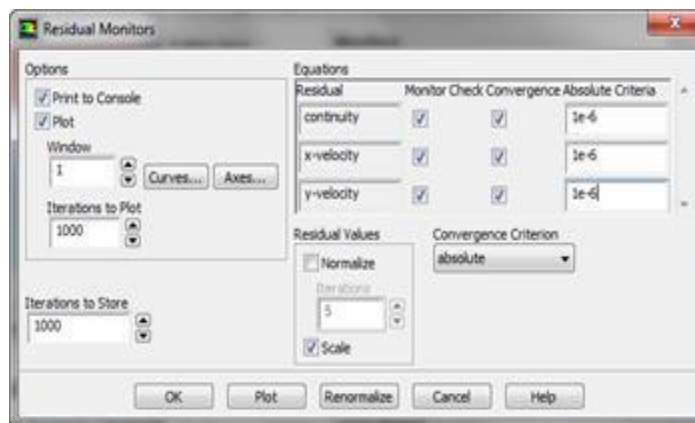 Residual Monitors
Options
Print to Console
Plot
Window
1
Curves... Axes...
Iterations to Plot
1000
Iterations to Store
1000
Equations
Residual Monitor Check Convergence Absolute Criteria
continuity 1e-6
x-velocity 1e-6
y-velocity 1e-6
Residual Values
Normalize
Iterations
5
Scale
Convergence Criterion
absolute
OK Plot Renormalize Cancel Help